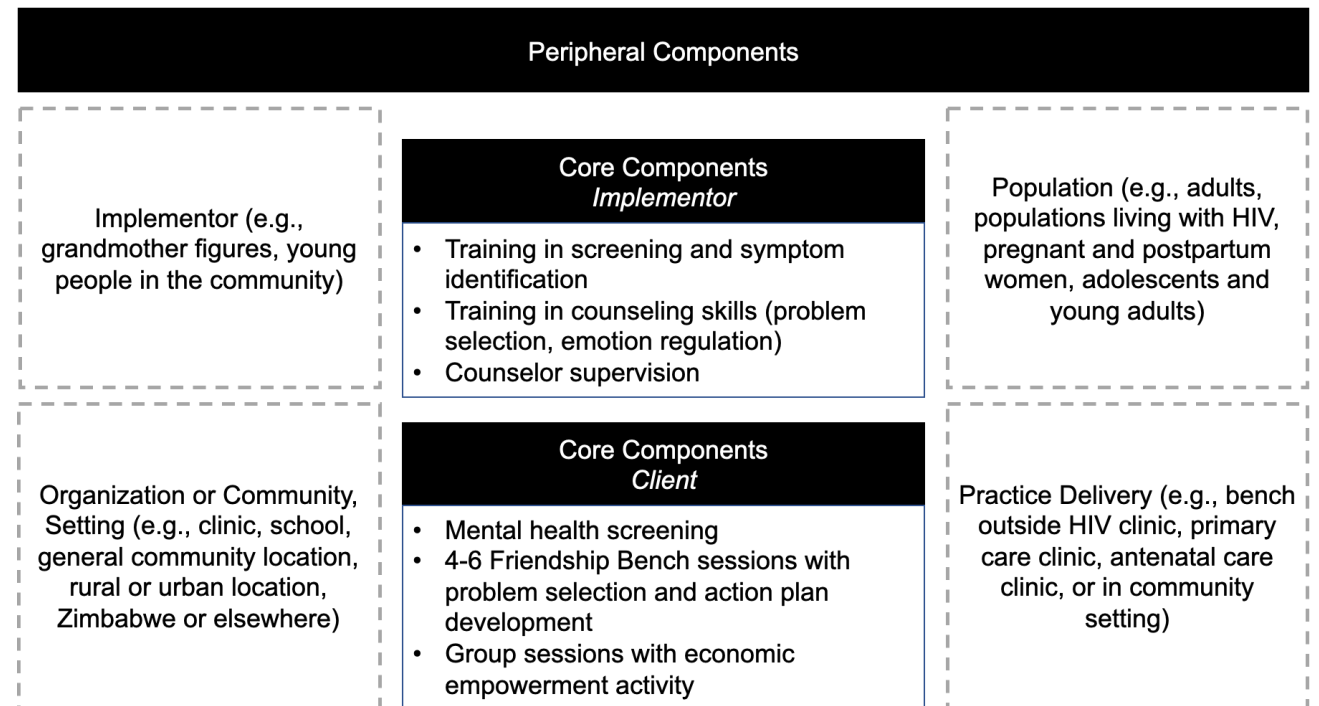 Peripheral Components
Implementor (e.g.,
grandmother figures, young
people in the community)
Core Components
Implementor
• Training in screening and symptom
identification
• Training in counseling skills (problem
selection, emotion regulation)
• Counselor supervision
Population (e.g., adults,
populations living with HIV,
pregnant and postpartum
women, adolescents and
young adults)
Organization or Community,
Setting (e.g., clinic, school,
general community location,
rural or urban location,
Zimbabwe or elsewhere)
Core Components
Client
• Mental health screening
• 4-6 Friendship Bench sessions with
problem selection and action plan
development
• Group sessions with economic
empowerment activity
Practice Delivery (e.g., bench
outside HIV clinic, primary
care clinic, antenatal care
clinic, or in community
setting)